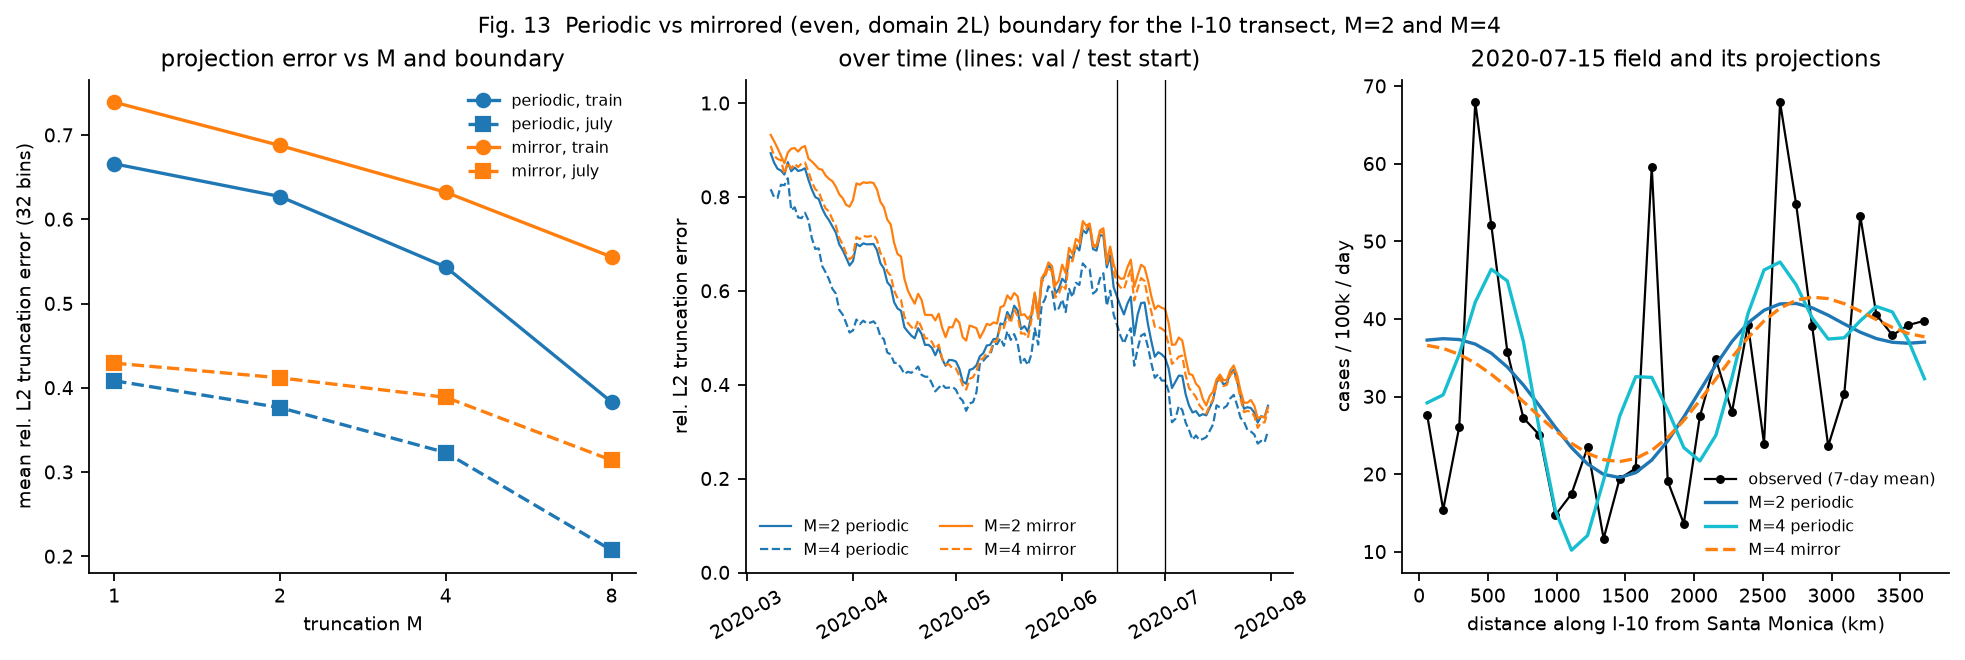 Fig. 13  Periodic vs mirrored (even, domain 2L) boundary for the I-10 transect, M=2 and M=4
projection error vs M and boundary
mean rel. L2 truncation error (32 bins)
0.7
0.6
0.5
0.4
0.3
0.2
1
2
4
8
truncation M
periodic, train
periodic, july
mirror, train
mirror, july
over time (lines: val / test start)
rel. L2 truncation error
1.0
0.8
0.6
0.4
0.2
0.0
2020-03
2020-04
2020-05
2020-06
2020-07
2020-08
M=2 periodic
M=4 periodic
M=2 mirror
M=4 mirror
2020-07-15 field and its projections
cases / 100k / day
70
60
50
40
30
20
10
0
500
1000
1500
2000
2500
3000
3500
distance along I-10 from Santa Monica (km)
observed (7-day mean)
M=2 periodic
M=4 periodic
M=4 mirror